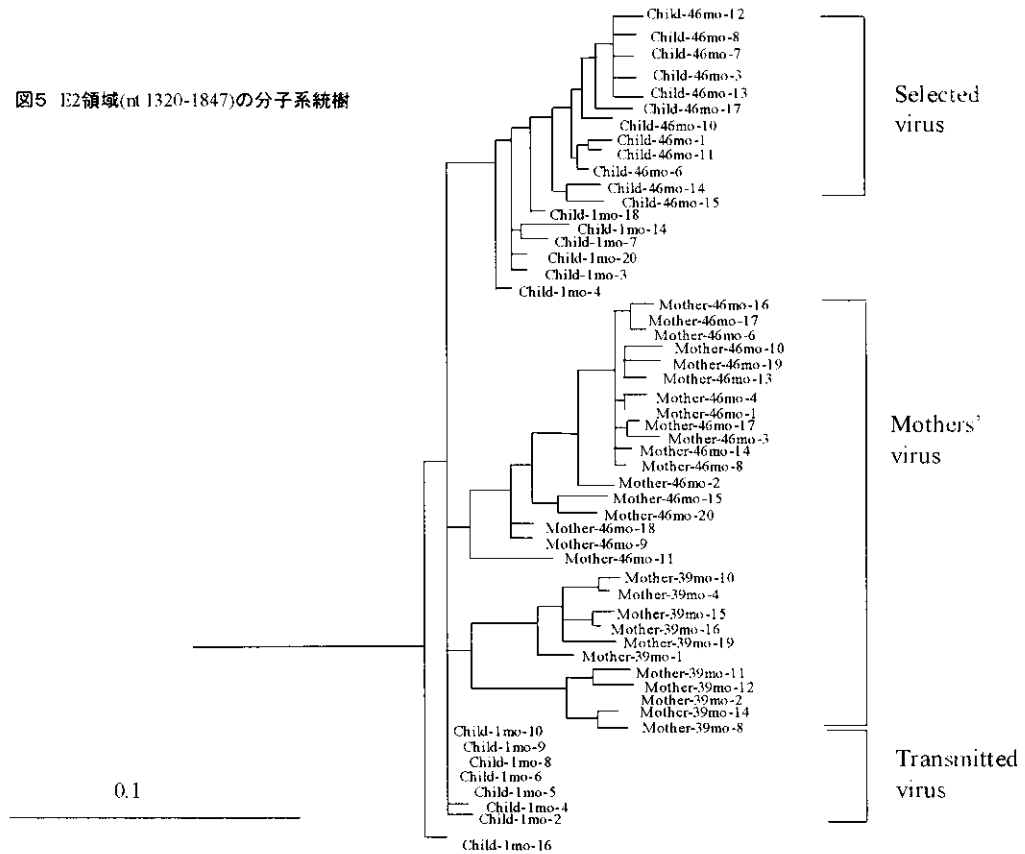 図5 E2領域(nt 1320-1847)の分子系統樹
Child-46mo-12
Child-46mo-8
Child-46mo-7
Child-46mo-3
Child-46mo-13
Child-46mo-17
Child-46mo-10
Child-46mo-1
Child-46mo-11
Child-46mo-6
Child-46mo-14
Child-46mo-15
Child-1mo-18
Child-1mo-14
Child-1mo-7
Child-1mo-20
Child-1mo-3
Child-1mo-4
Selected
virus
Mother-46mo-16
Mother-46mo-17
Mother-46mo-6
Mother-46mo-10
Mother-46mo-19
Mother-46mo-13
Mother-46mo-4
Mother-46mo-1
Mother-46mo-17
Mother-46mo-3
Mother-46mo-14
Mother-46mo-8
Mother-46mo-2
Mother-46mo-15
Mother-46mo-20
Mother-46mo-18
Mother-46mo-9
Mother-46mo-11
Mother-39mo-10
Mother-39mo-4
Mother-39mo-15
Mother-39mo-16
Mother-39mo-19
Mother-39mo-1
Mother-39mo-11
Mother-39mo-12
Mother-39mo-2
Mother-39mo-14
Mother-39mo-8
Mothers'
virus
Child-1mo-10
Child-1mo-9
Child-1mo-8
Child-1mo-6
Child-1mo-5
Child-1mo-4
Child-1mo-2
Child-1mo-16
Transmitted
virus
0.1